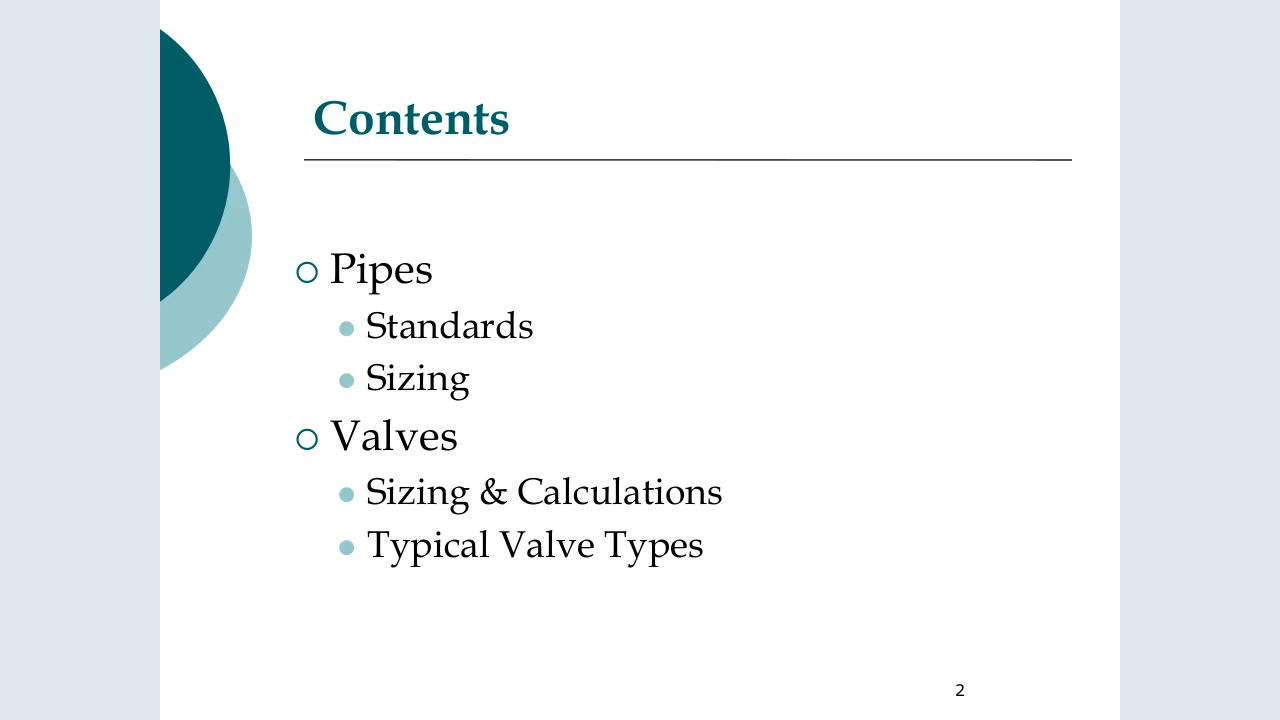 Contents
Pipes
Standards
Sizing
Valves
Sizing & Calculations
Typical Valve Types
2